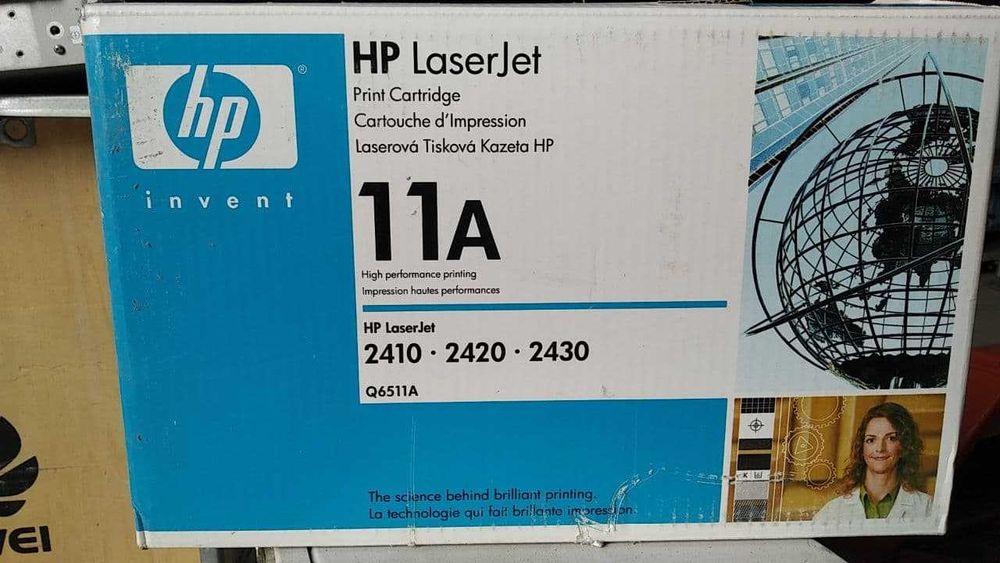 hp
®
invent
HP LaserJet
Print Cartridge
Cartouche d'Impression
Laserová Tisková Kazeta HP
11A
High performance printing
Impression hautes performances
HP LaserJet
2410 · 2420 · 2430
Q6511A
The science behind brilliant printing.
La technologie qui fait brillante impression.